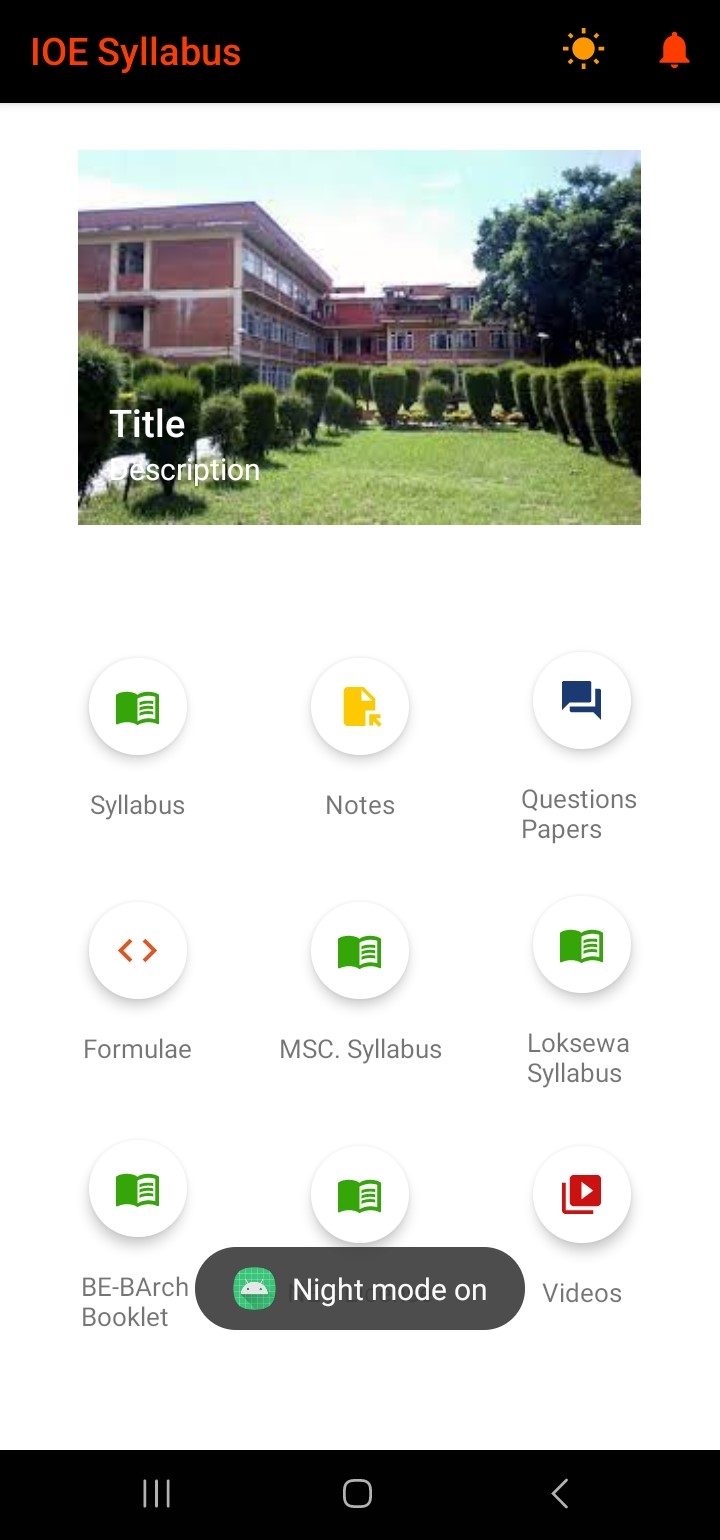 IOE Syllabus
Title
Description
Syllabus
Notes
Questions
Papers
Formulae
MSC. Syllabus
Loksewa
Syllabus
BE-BArch
Booklet
Night mode on
Videos